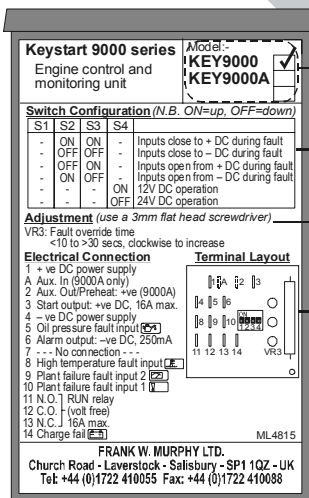 Keystart 9000 series
Engine control and
monitoring unit
Model:-
KEY9000
KEY9000A
Switch Configuration (N.B. ON=up, OFF=down)
S1 S2 S3 S4
- ON ON - Inputs close to + DC during fault
- OFF OFF - Inputs close to – DC during fault
- OFF ON - Inputs open from + DC during fault
- ON OFF - Inputs open from – DC during fault
- - - ON 12V DC operation
- - - OFF 24V DC operation
Adjustment (use a 3mm flat head screwdriver)
VR3: Fault override time
<10 to >30 secs, clockwise to increase
Electrical Connection
1 + ve DC power supply
A Aux. In (9000A only)
2 Aux. Out/Preheat: +ve (9000A)
3 Start output: +ve DC, 16A max.
4 – ve DC power supply
5 Oil pressure fault input
6 Alarm output: –ve DC, 250mA
7 - - - No connection - - -
8 High temperature fault input
9 Plant failure fault input 2
10 Plant failure fault input 1
11 N.O. RUN relay
12 C.O. (volt free)
13 N.C. 16A max.
14 Charge fail
Terminal Layout
1 A 2 3
4 5 6
ON
8 9 10 1 2 3 4
11 12 13 14 VR3
ML4815
FRANK W. MURPHY LTD.
Church Road - Laverstock - Salisbury - SP1 1QZ - UK
Tel: +44 (0)1722 410055 Fax: +44 (0)1722 410088